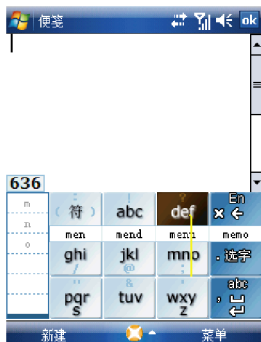 便笺 ok
636
m
n
o
( 符 ) abc def En
men mend menu memo
ghi jkl mno . 选字
pqrs tuv wxyz , abc
新建 菜单